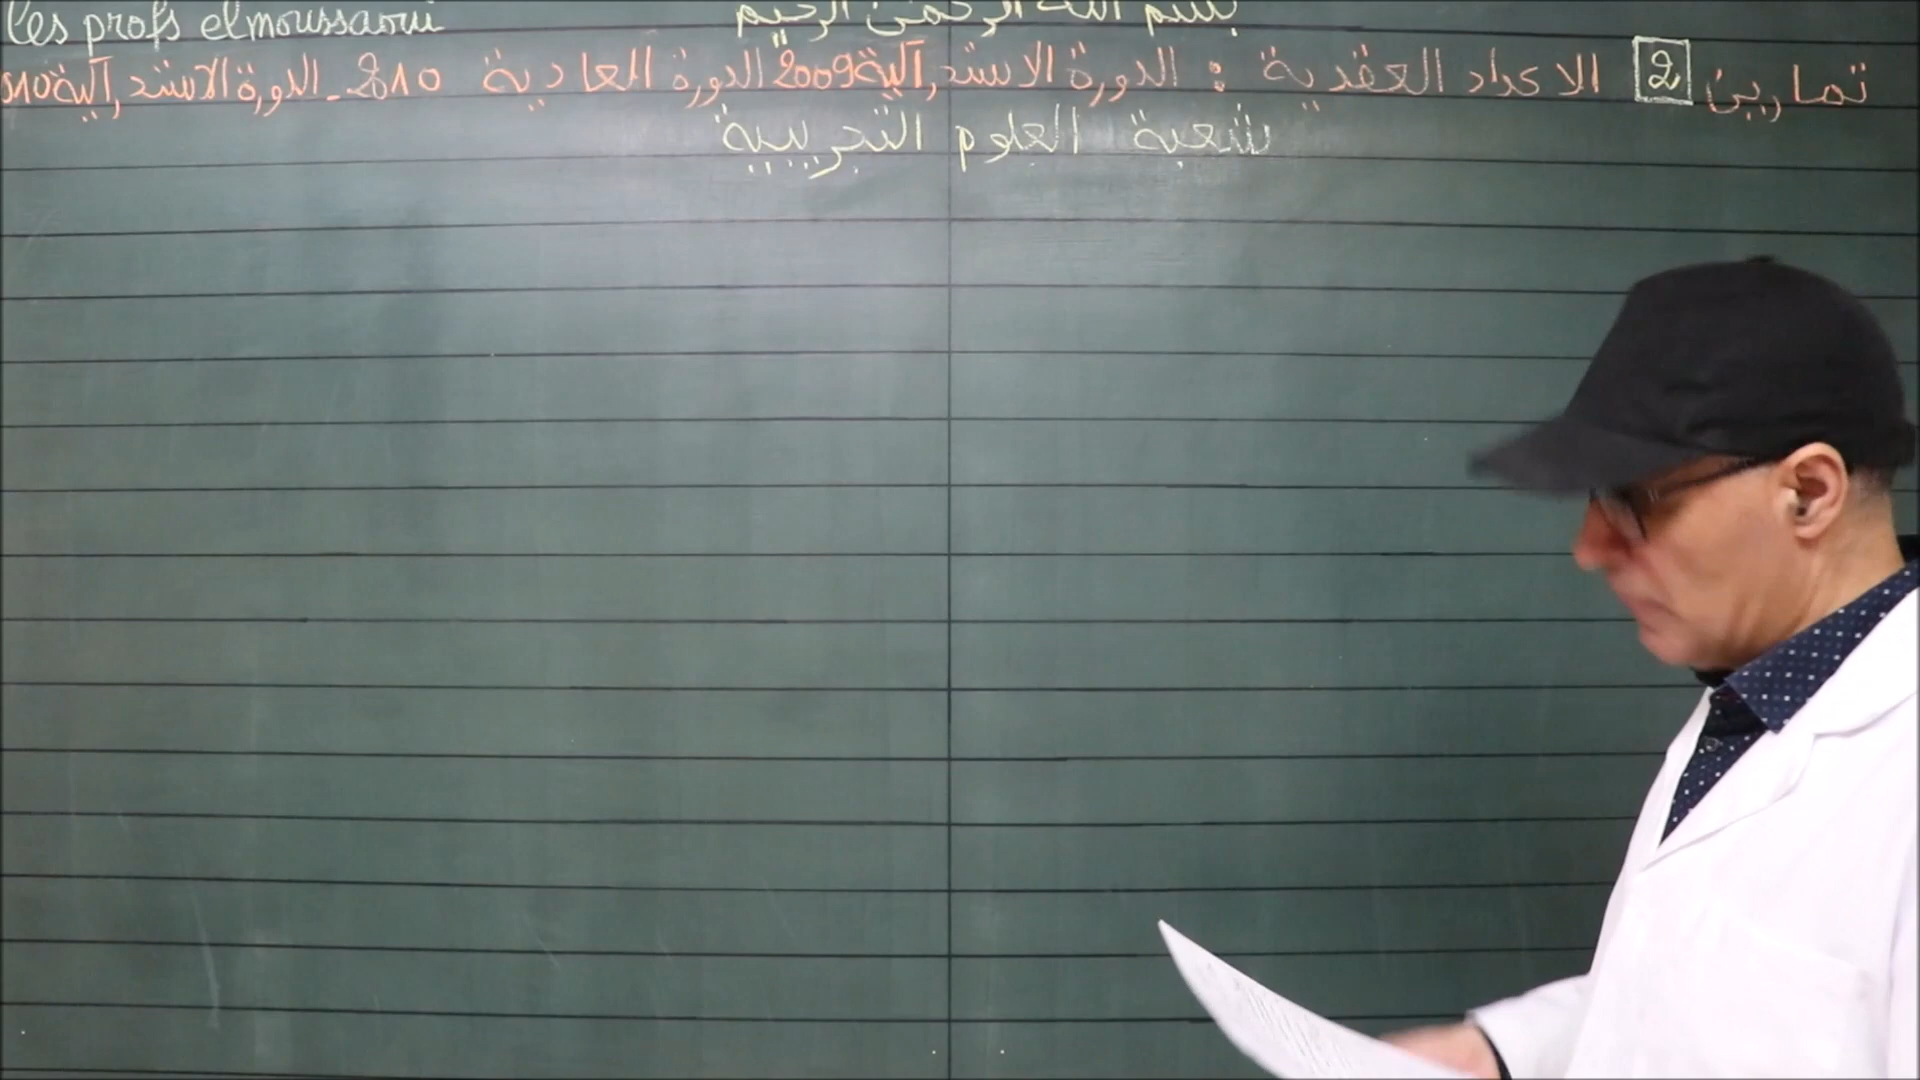 les profs elmoussaoui
بسم الله الرحمن الرحيم
تمارين 2 الاعداد العقدية : الدورة الاستدراكية 2009 الدورة العادية 2010 - الدورة الاستدراكية 010
شعبة العلوم التجريبية